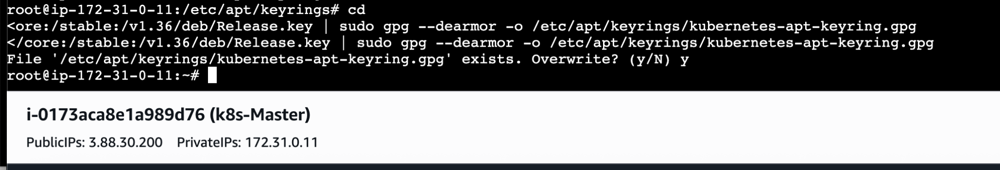 root@ip-172-31-0-11:/etc/apt/keyrings# cd
<ore:/stable:/v1.36/deb/Release.key | sudo gpg --dearmor -o /etc/apt/keyrings/kubernetes-apt-keyring.gpg
</core:/stable:/v1.36/deb/Release.key | sudo gpg --dearmor -o /etc/apt/keyrings/kubernetes-apt-keyring.gpg
File '/etc/apt/keyrings/kubernetes-apt-keyring.gpg' exists. Overwrite? (y/N) y
root@ip-172-31-0-11:~#
i-0173aca8e1a989d76 (k8s-Master)
PublicIPs: 3.88.30.200 PrivateIPs: 172.31.0.11